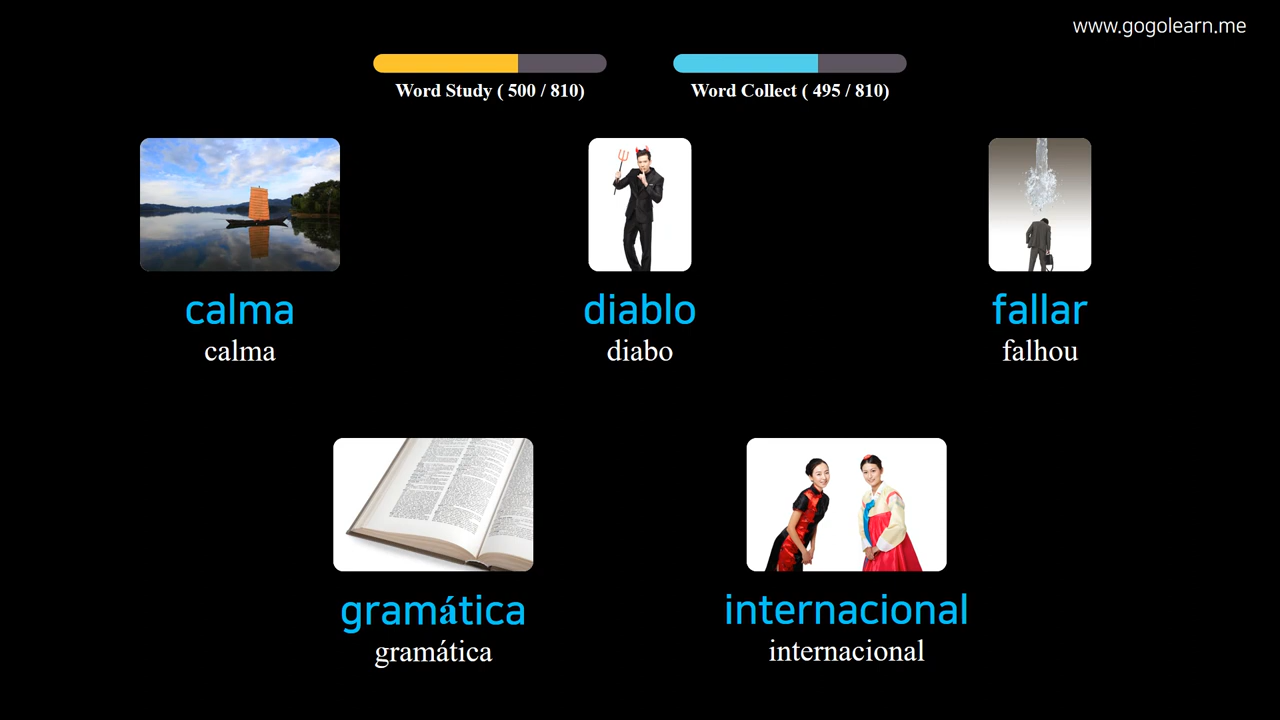 www.gogolearn.me
Word Study ( 500 / 810)
Word Collect ( 495 / 810)
calma
calma
diablo
diabo
fallar
falhou
gramática
gramática
internacional
internacional